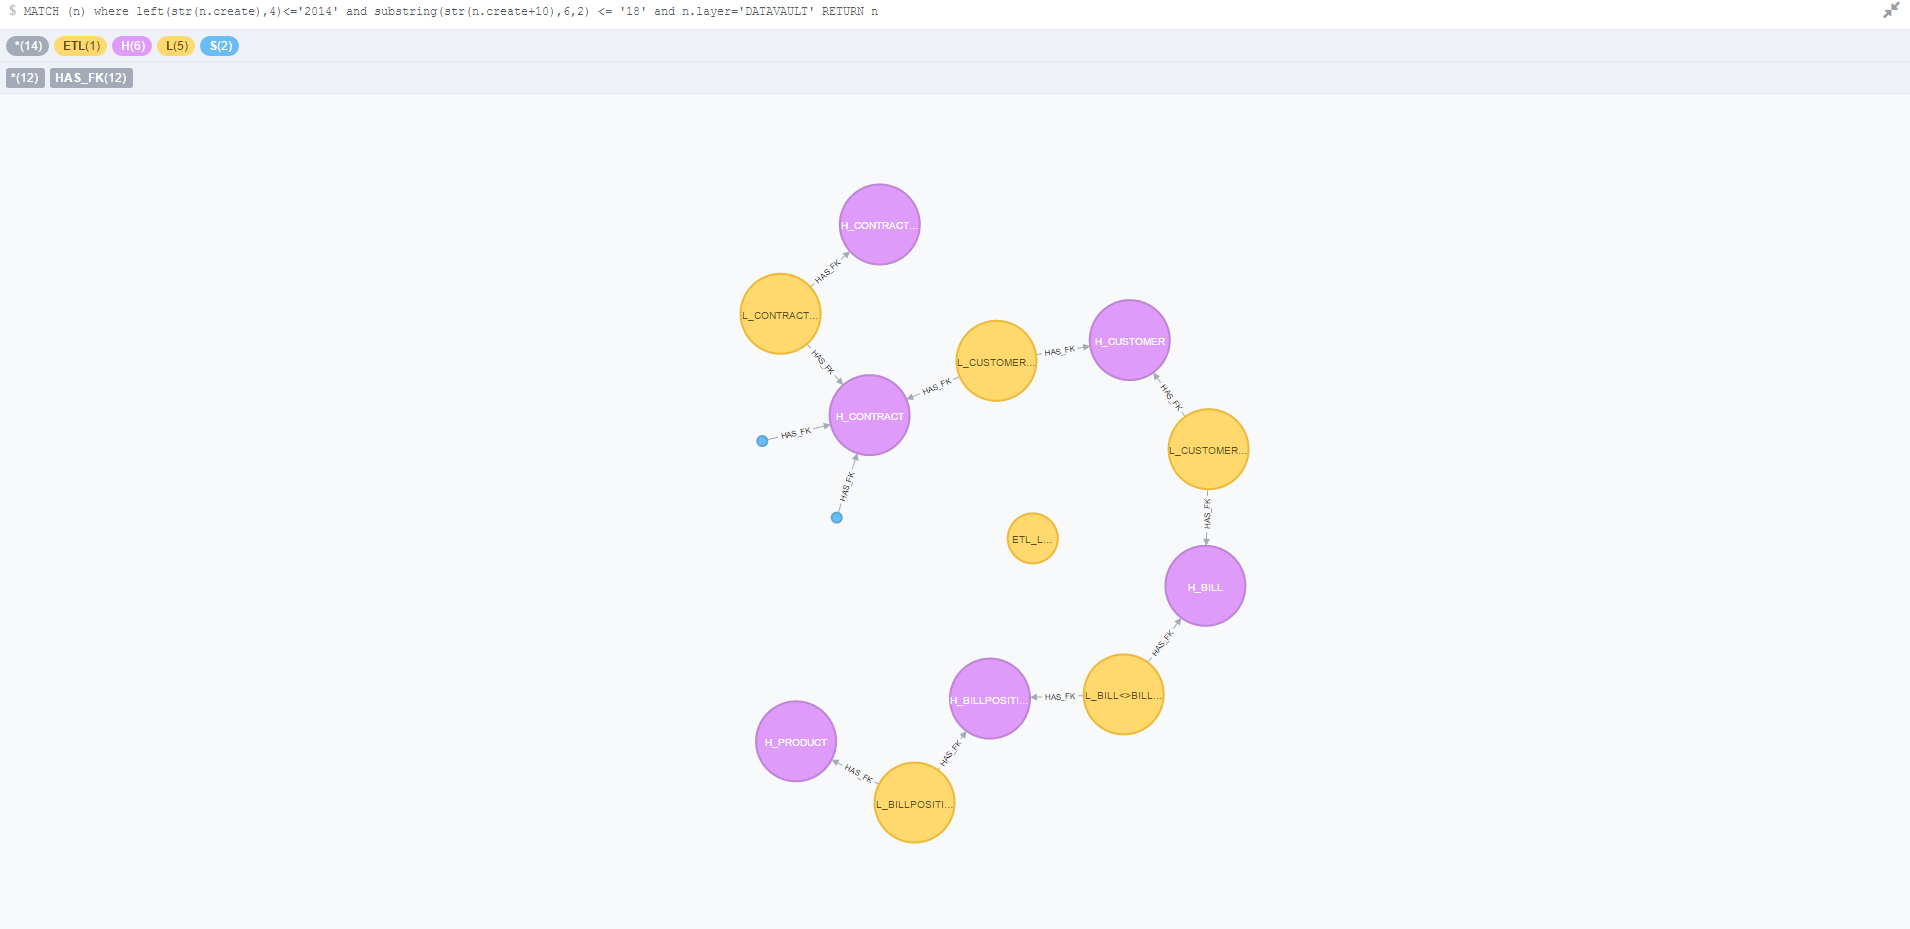 $ MATCH (n) where left(str(n.create),4)<='2014' and substring(str(n.create+10),6,2) <= '18' and n.layer='DATAVAULT' RETURN n
*(14) ETL(1) H(6) L(5) S(2)
*(12) HAS_FK(12)
H_CONTRACT...
HAS_FK
L_CONTRACT...
H_CUSTOMER
HAS_FK
HAS_FK
L_CUSTOMER...
HAS_FK
HAS_FK
HAS_FK
H_CONTRACT
HAS_FK
L_CUSTOMER...
HAS_FK
HAS_FK
ETL_L...
H_BILL
HAS_FK
H_BILLPOSITI...
HAS_FK
L_BILL<>BILL...
H_PRODUCT
HAS_FK
HAS_FK
L_BILLPOSITI...